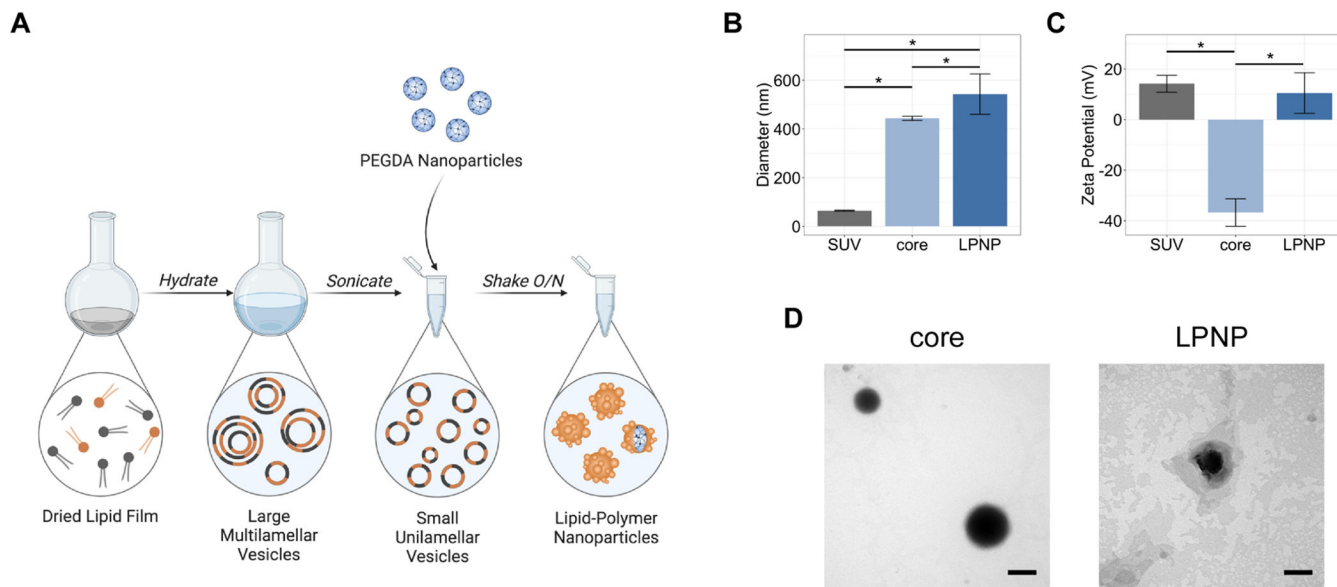 A
PEGDA Nanoparticles
Hydrate
Sonicate
Shake O/N
Dried Lipid Film
Large
Multilamellar
Vesicles
Small
Unilamellar
Vesicles
Lipid-Polymer
Nanoparticles
B
Diameter (nm)
600
400
200
0
*
*
*
SUV
core
LPNP
C
Zeta Potential (mV)
20
0
-20
-40
*
*
SUV
core
LPNP
D
core
LPNP